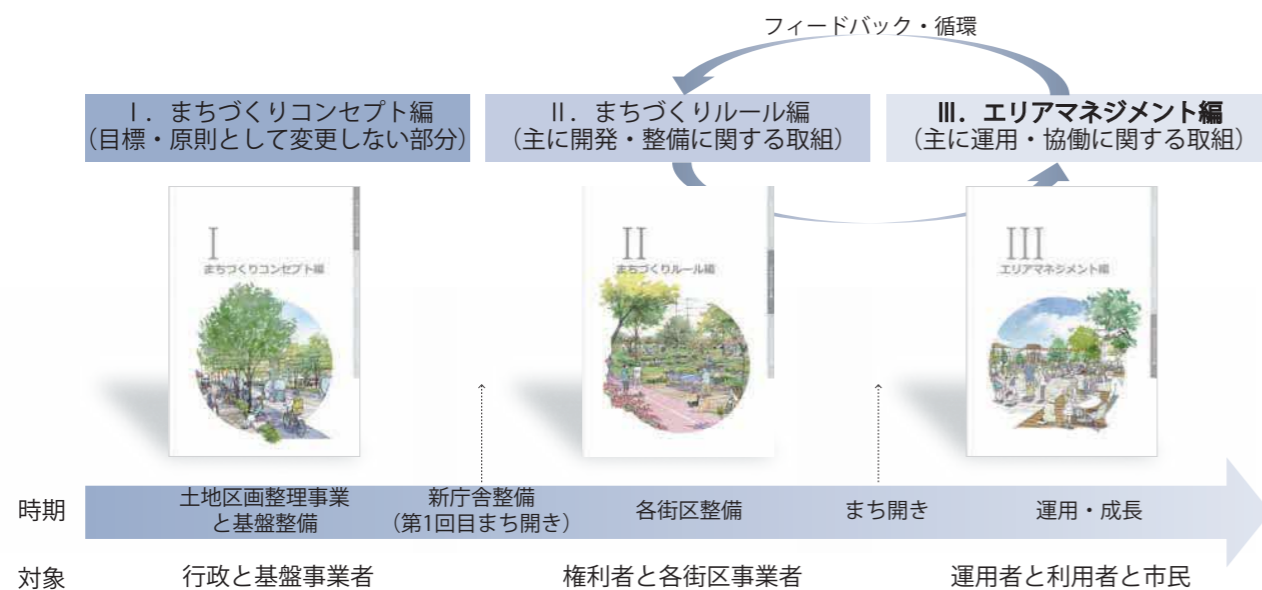 フィードバック・循環
Ⅰ. まちづくりコンセプト編
(目標・原則として変更しない部分)
Ⅱ. まちづくりルール編
(主に開発・整備に関する取組)
Ⅲ. エリアマネジメント編
(主に運用・協働に関する取組)
Ⅰ
まちづくりコンセプト編
Ⅱ
まちづくりルール編
Ⅲ
エリアマネジメント編
時期
土地区画整理事業
と基盤整備
新庁舎整備
(第1回目まち開き)
各街区整備
まち開き
運用・成長
対象
行政と基盤事業者
権利者と各街区事業者
運用者と利用者と市民